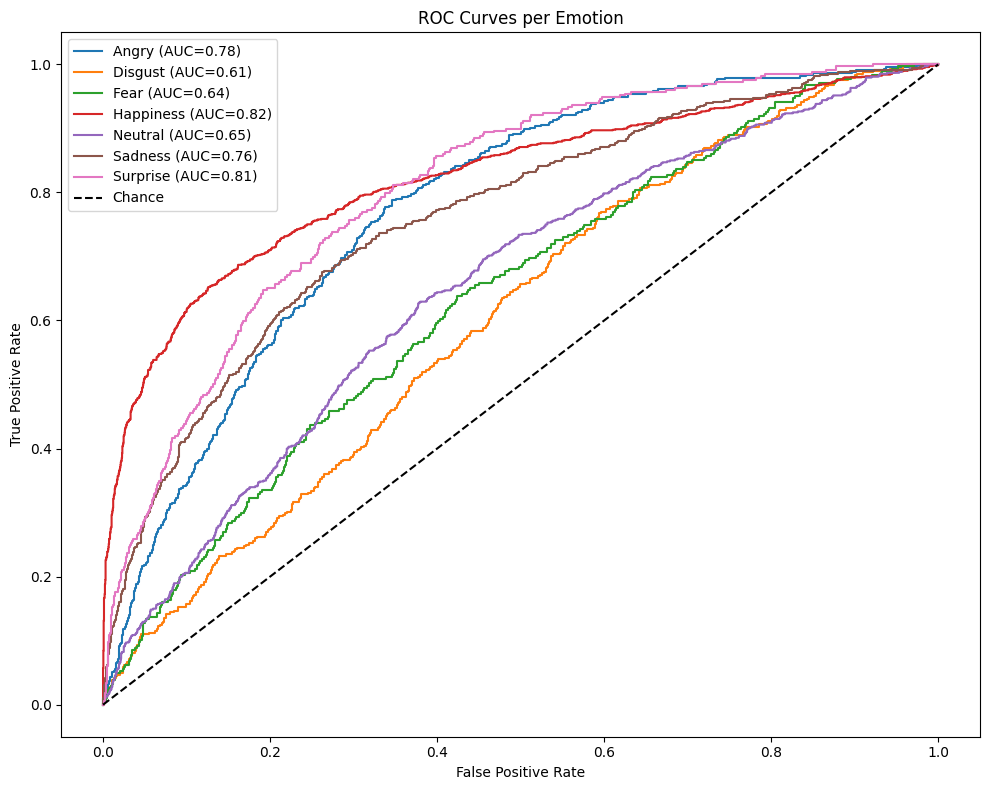 ROC Curves per Emotion
Angry (AUC=0.78)
Disgust (AUC=0.61)
Fear (AUC=0.64)
Happiness (AUC=0.82)
Neutral (AUC=0.65)
Sadness (AUC=0.76)
Surprise (AUC=0.81)
Chance
True Positive Rate
1.0
0.8
0.6
0.4
0.2
0.0
0.0 0.2 0.4 0.6 0.8 1.0
False Positive Rate